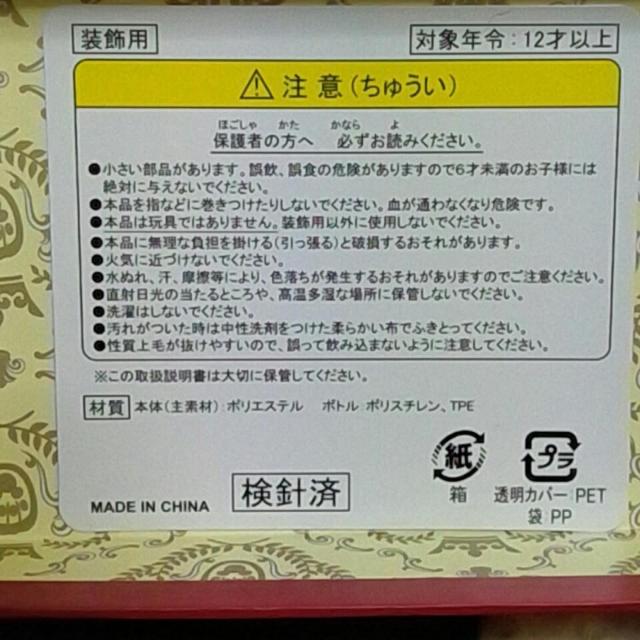 装飾用
対象年令:12才以上
注意(ちゅうい)
ほごしゃ かた かなら よ
保護者の方へ 必ずお読みください。
●小さい部品があります。誤飲、誤食の危険がありますので6才未満のお子様には
絶対に与えないでください。
●本品を指などに巻きつけたりしないでください。血が通わなくなり危険です。
●本品は玩具ではありません。装飾用以外に使用しないでください。
●本品に無理な負担を掛ける(引っ張る)と破損するおそれがあります。
●火気に近づけないでください。
●水ぬれ、汗、摩擦等により、色落ちが発生するおそれがありますのでご注意ください。
●直射日光の当たるところや、高温多湿な場所に保管しないでください。
●洗濯はしないでください。
●汚れがついた時は中性洗剤をつけた柔らかい布でふきとってください。
●性質上毛が抜けやすいので、誤って飲み込まないように注意してください。
※この取扱説明書は大切に保管してください。
材質 本体(主素材):ポリエステル ボトル:ポリスチレン、TPE
紙 プラ
箱 透明カバー:PET
袋:PP
MADE IN CHINA 検針済